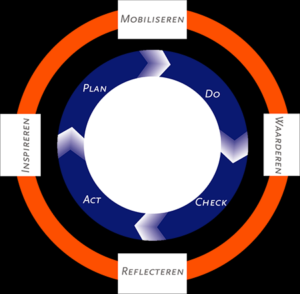 MOBILISEREN
PLAN
DO
INSPIREREN
WAARDEREN
ACT
CHECK
REFLECTEREN